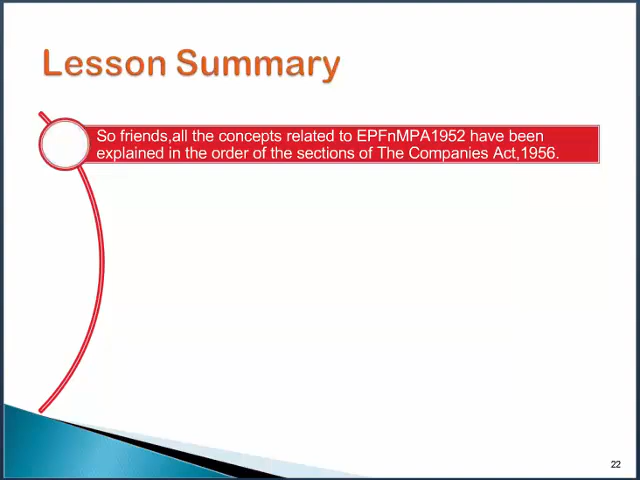 Lesson Summary
So friends,all the concepts related to EPFnMPA1952 have been
explained in the order of the sections of The Companies Act,1956.
22